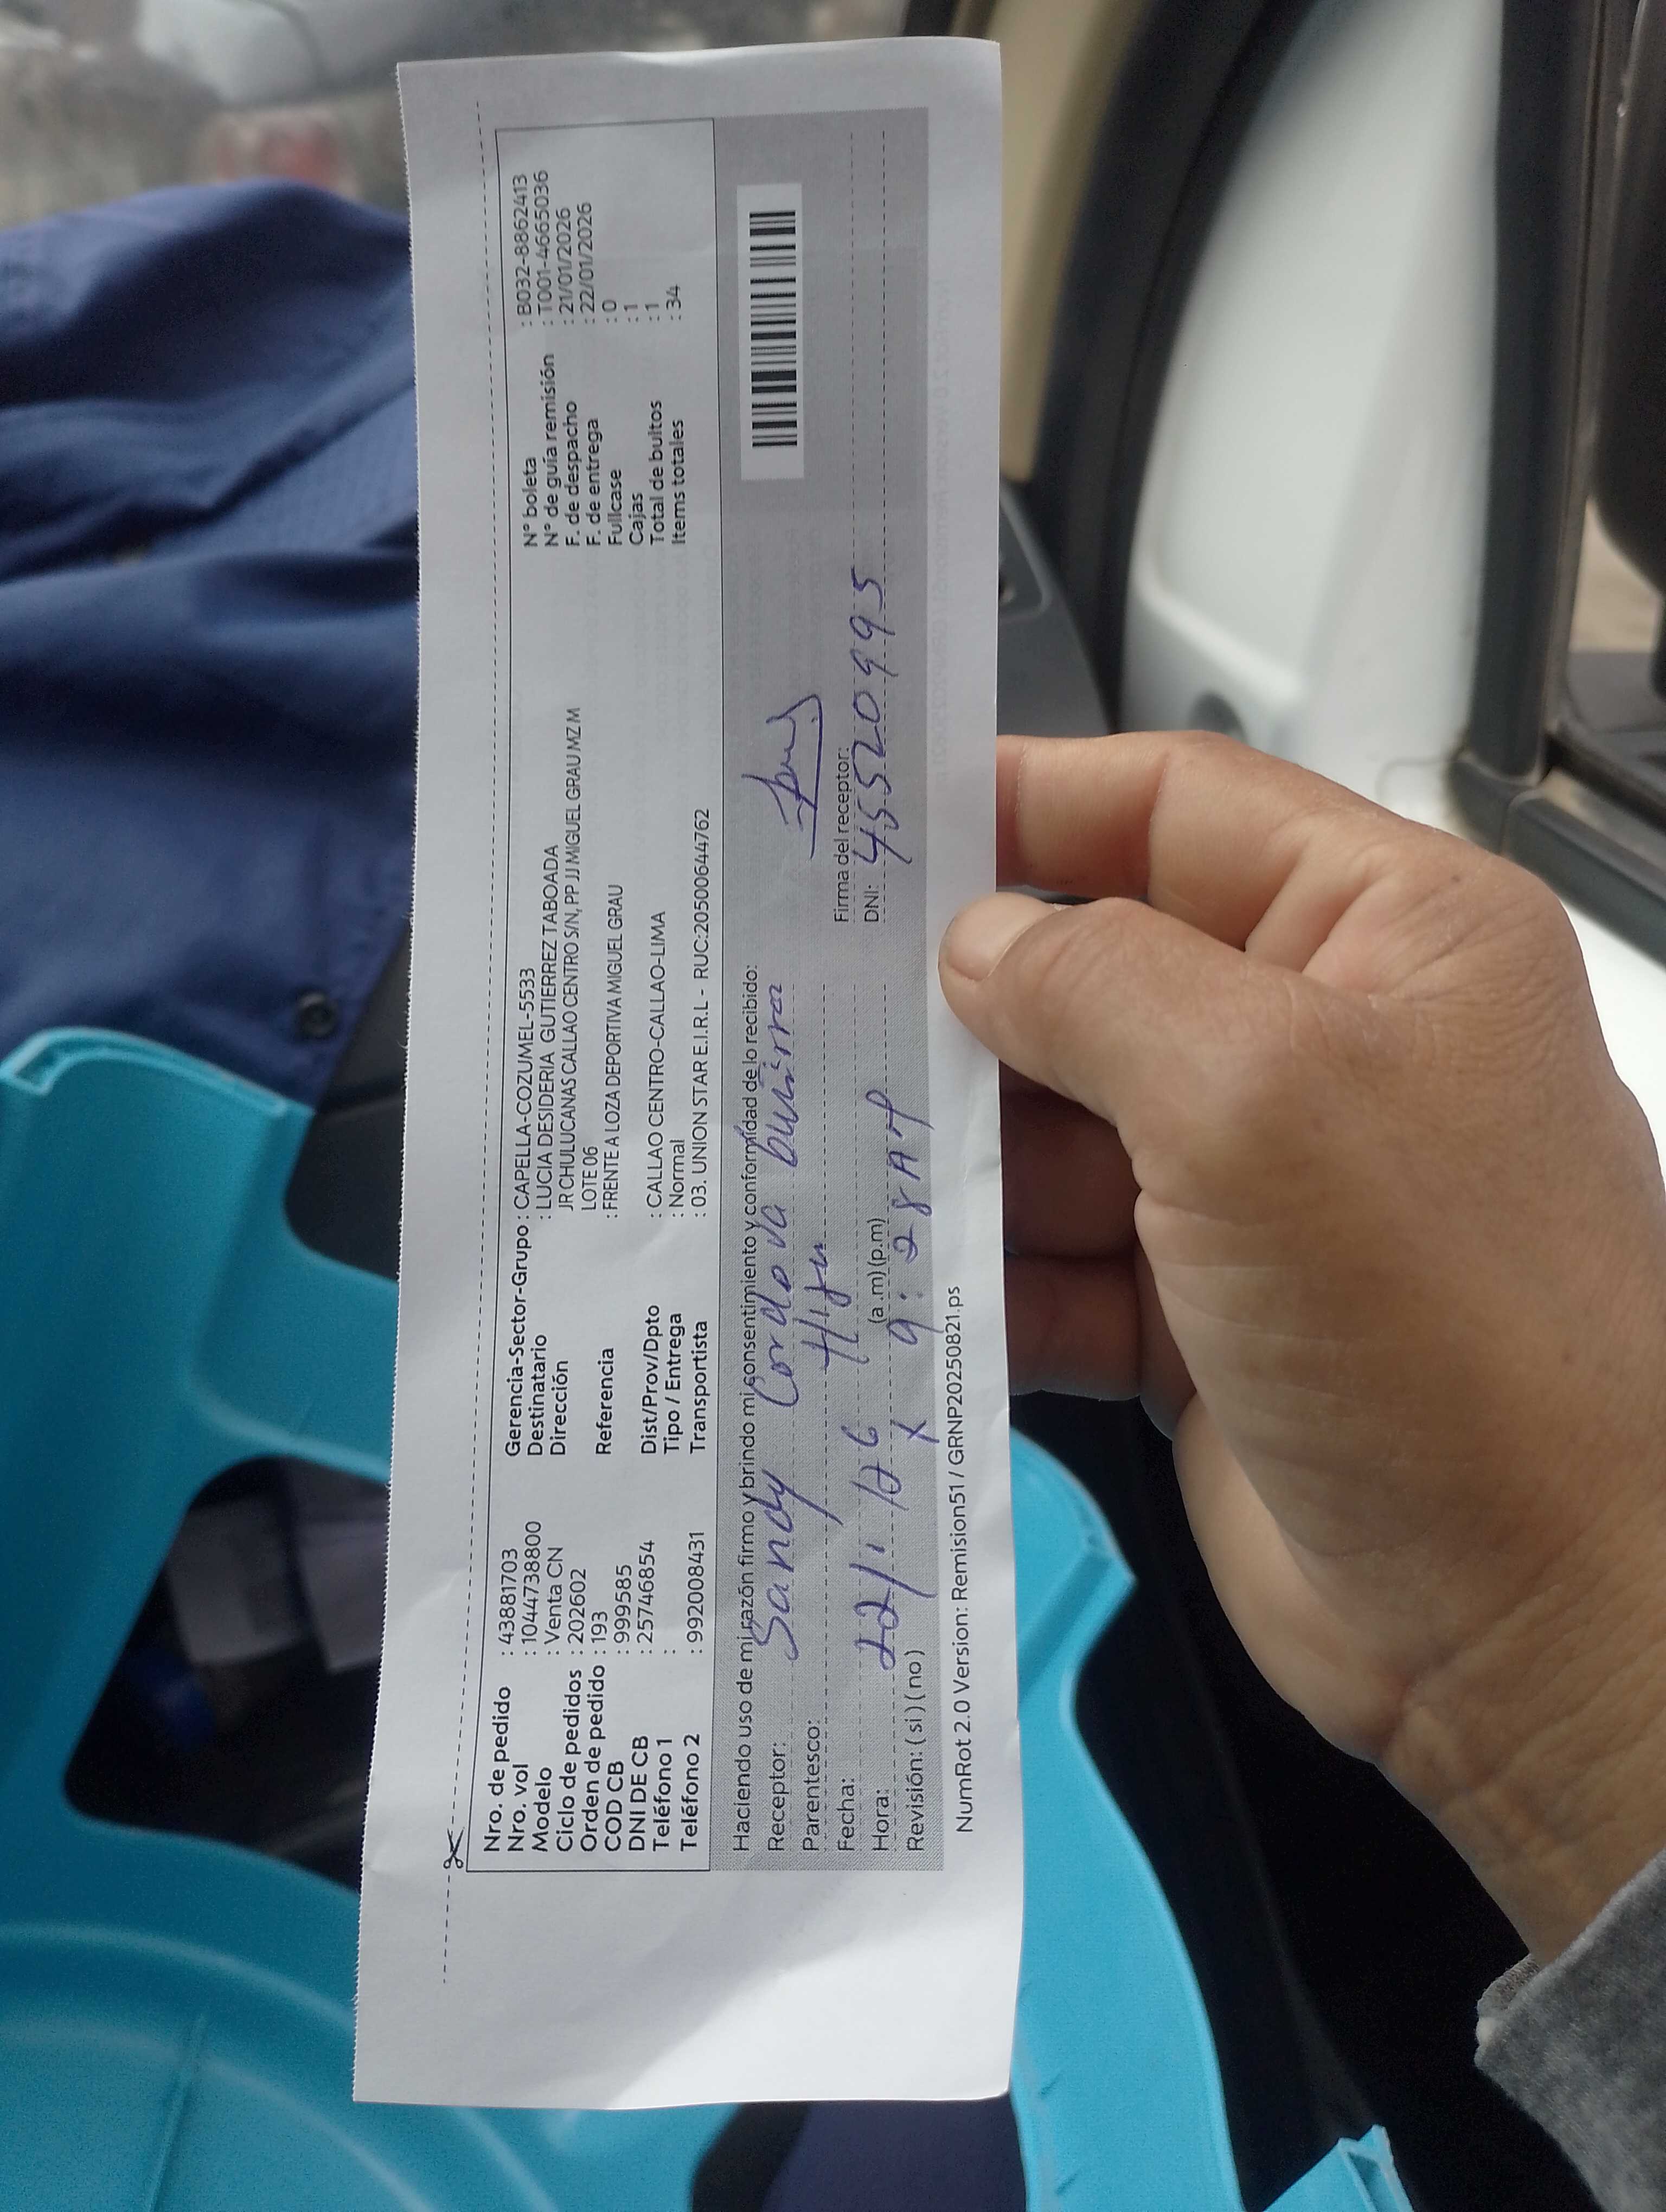 Nro. de pedido : 43881703
Nro. vol : 1044738800
Modelo : Venta CN
Ciclo de pedidos : 202602
Orden de pedido : 193
COD CB : 999585
DNI DE CB : 25746854
Teléfono 1 :
Teléfono 2 : 992008431
Gerencia-Sector-Grupo : CAPELLA-COZUMEL-5533
Destinatario : LUCIA DESIDERIA GUTIERREZ TABOADA
Dirección JR CHULUCANAS CALLAO CENTRO S/N, PP JJ MIGUEL GRAU MZ M
LOTE 06
Referencia : FRENTE A LOZA DEPORTIVA MIGUEL GRAU
Dist/Prov/Dpto : CALLAO CENTRO-CALLAO-LIMA
Tipo / Entrega : Normal
Transportista : 03. UNION STAR E.I.R.L - RUC:20500644762
N° boleta : B032-8862413
N° de guía remisión : T001-4665036
F. de despacho : 21/01/2026
F. de entrega : 22/01/2026
Fullcase : 0
Cajas : 1
Total de bultos : 1
Items totales : 34
Haciendo uso de mi razón firmo y brindo mi consentimiento y conformidad de lo recibido:
Receptor: Sandy Cordova
Parentesco: Hija
Fecha: 22/1/26
Hora: (a .m) (p.m) 9:28 A
Revisión: ( si ) ( no ) X
Firma del receptor:
DNI: 45520995
NumRot 2.0 Version: Remision51 / GRNP20250821.ps